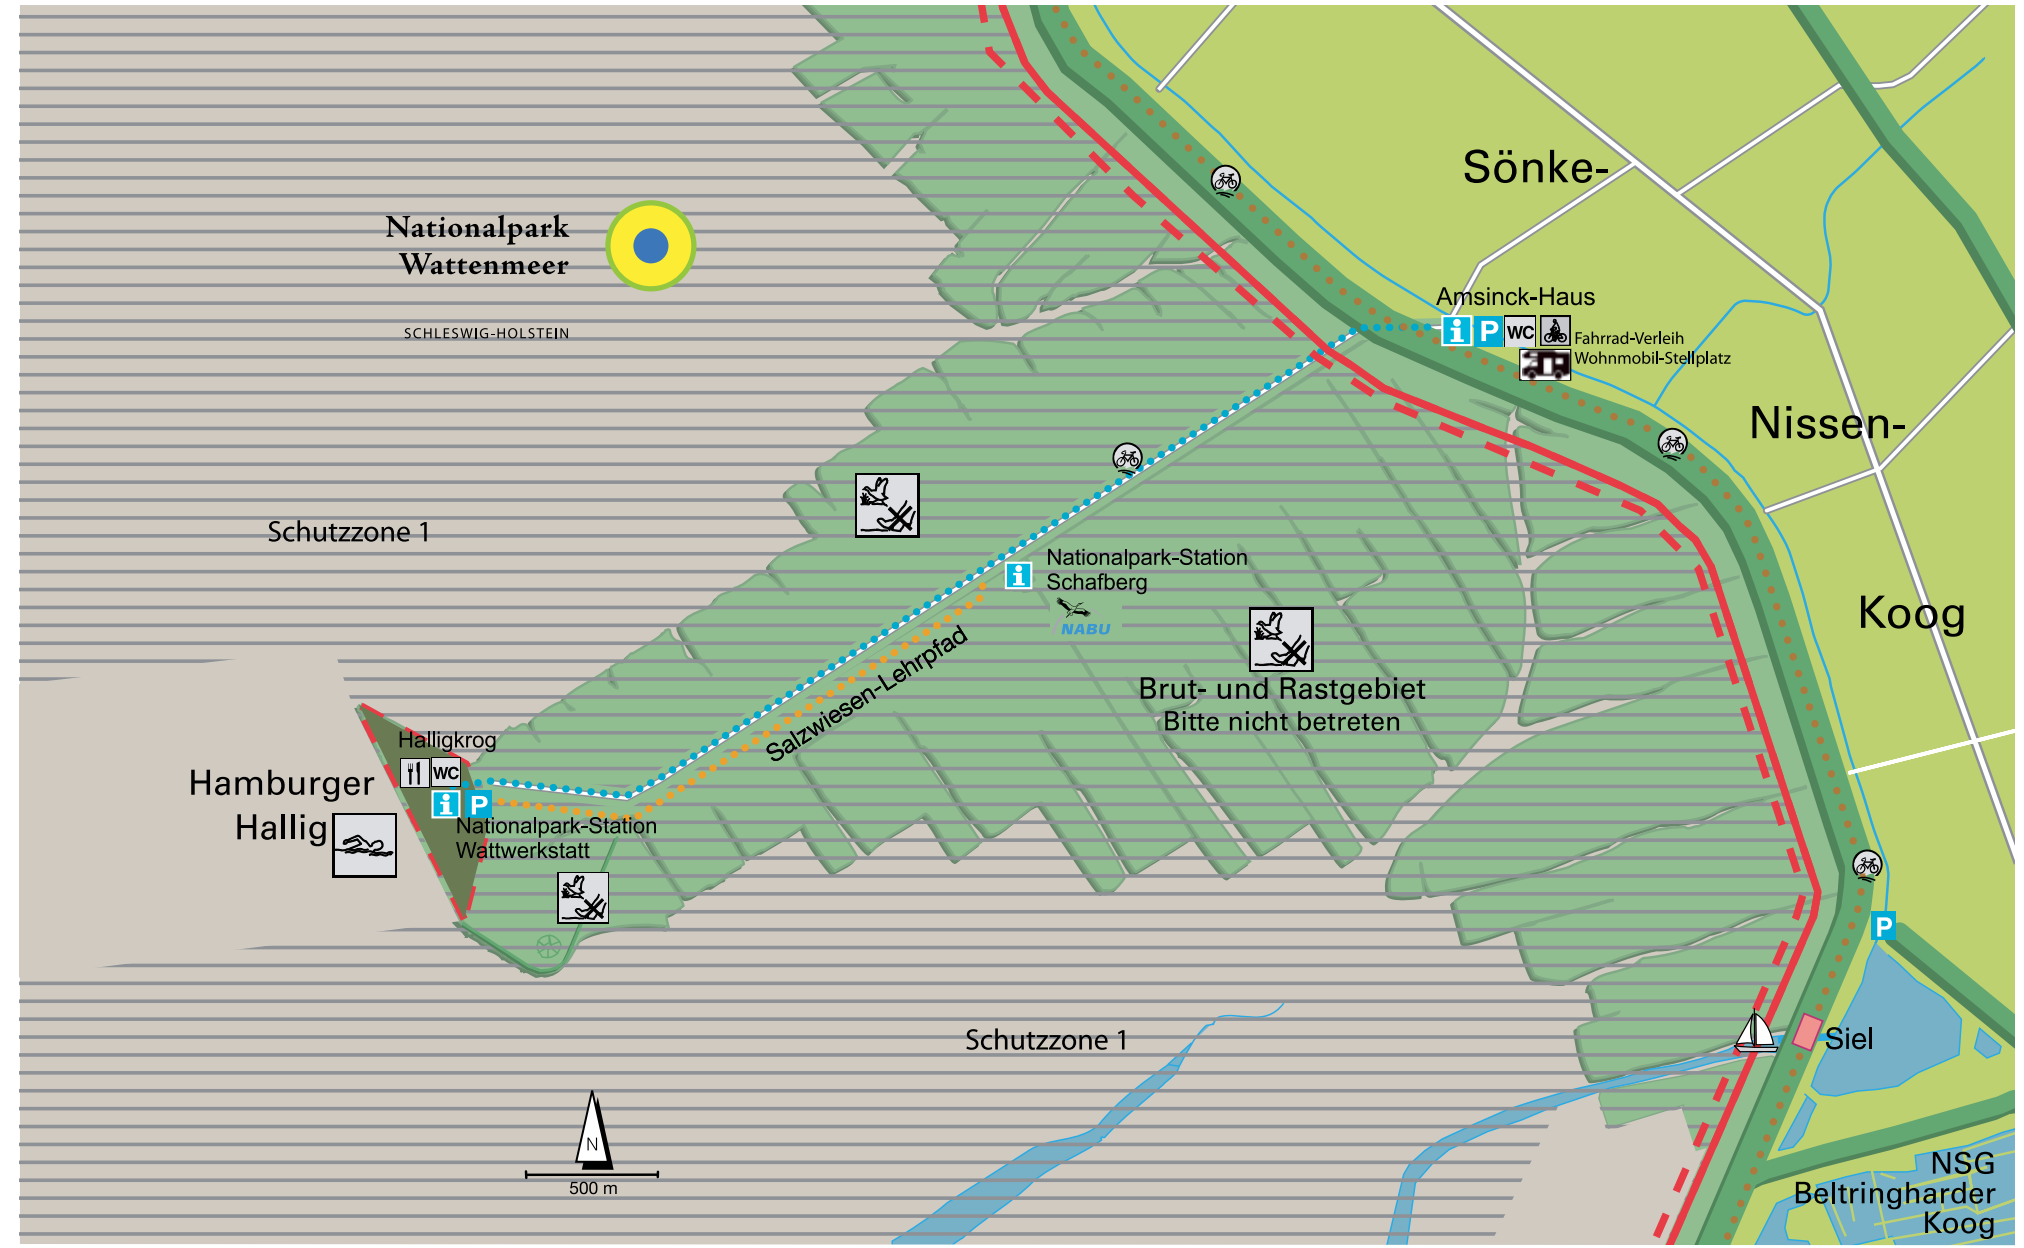 Sönke-
Nationalpark
Wattenmeer
SCHLESWIG-HOLSTEIN
Amsinck-Haus
i P WC
Fahrrad-Verleih
Wohnmobil-Stellplatz
Nissen-
Schutzzone 1
Nationalpark-Station
Schafberg
NABU
Koog
Salzwiesen-Lehrpfad
Brut- und Rastgebiet
Bitte nicht betreten
Halligkrog
WC
i P
Hamburger
Hallig
Nationalpark-Station
Wattwerkstatt
P
Siel
Schutzzone 1
N
500 m
NSG
Beltringharder
Koog